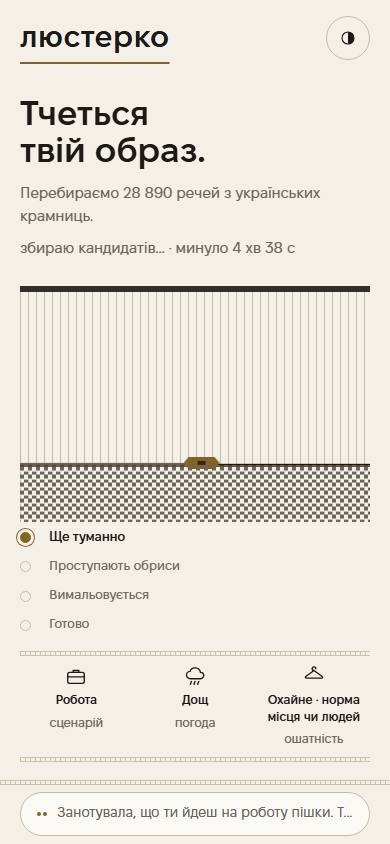 люстерко
Тчеться
твій образ.
Перебираємо 28 890 речей з українських
крамниць.
збираю кандидатів... · минуло 4 хв 38 с
Ще туманно
Проступають обриси
Вимальовується
Готово
Робота
сценарій
Дощ
погода
Охайне · норма
місця чи людей
ошатність
Занотувала, що ти йдеш на роботу пішки. Т...